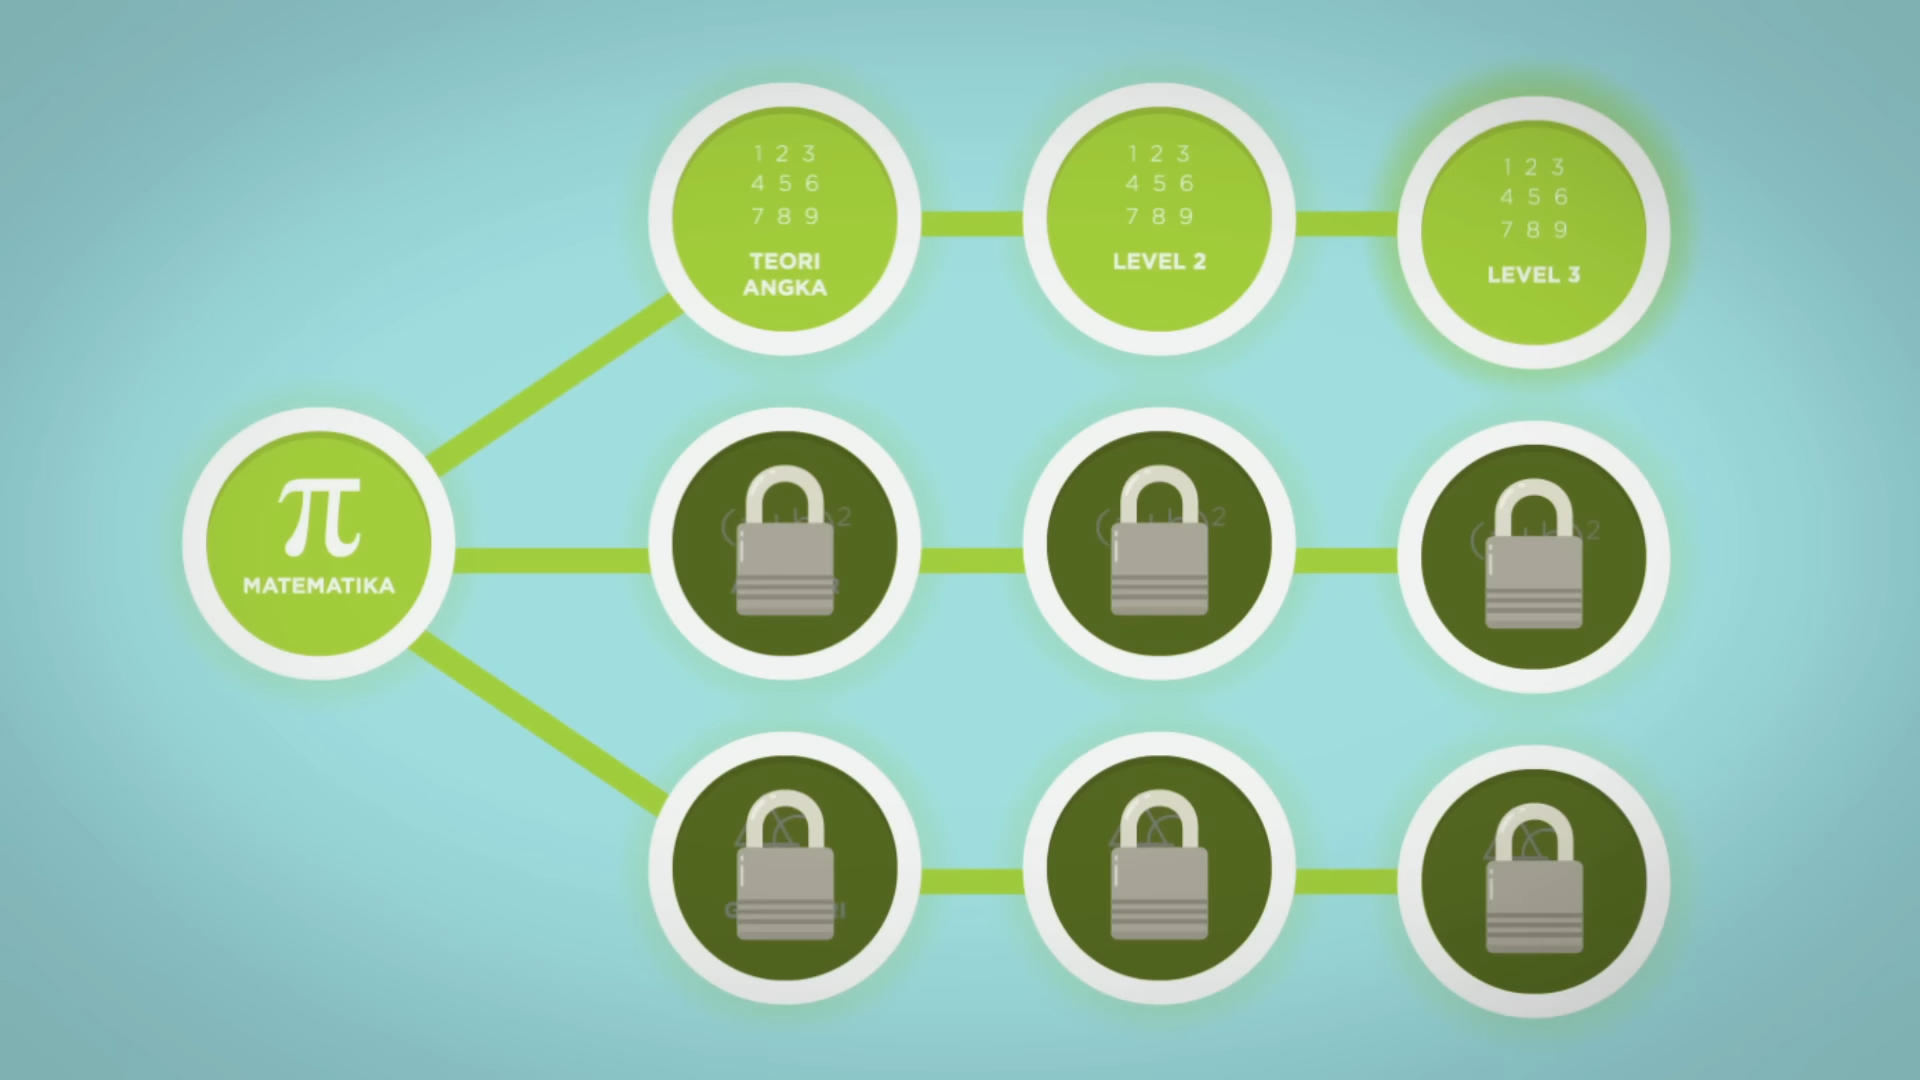 1 2 3
4 5 6
7 8 9
TEORI
ANGKA
1 2 3
4 5 6
7 8 9
LEVEL 2
1 2 3
4 5 6
7 8 9
LEVEL 3
π
MATEMATIKA